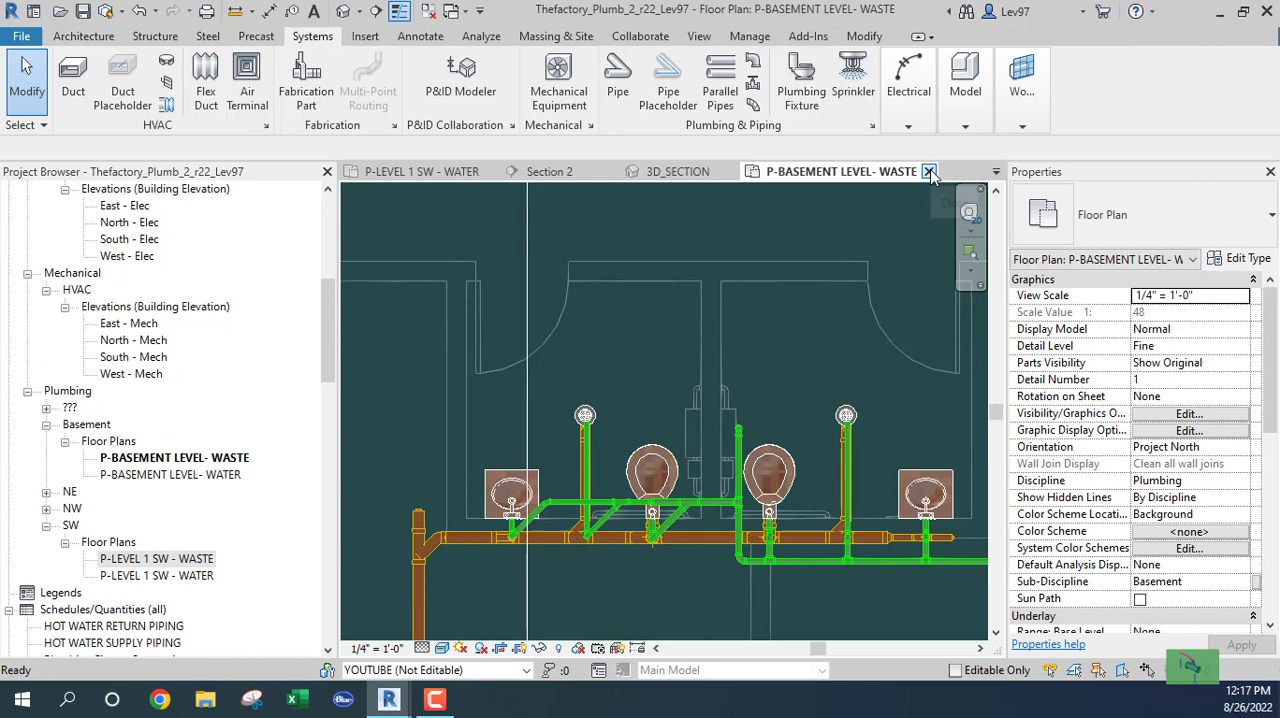 Thefactory_Plumb_2_r22_Lev97 - Floor Plan: P-BASEMENT LEVEL- WASTE
Lev97
File Architecture Structure Steel Precast Systems Insert Annotate Analyze Massing & Site Collaborate View Manage Add-Ins Modify
Modify
Duct
Duct Placeholder
Flex Duct
Air Terminal
Fabrication Part
Multi-Point Routing
P&ID Modeler
Mechanical Equipment
Pipe
Pipe Placeholder
Parallel Pipes
Plumbing Fixture
Sprinkler
Electrical
Model
Wo...
Select HVAC Fabrication P&ID Collaboration Mechanical Plumbing & Piping
Project Browser - Thefactory_Plumb_2_r22_Lev97
P-LEVEL 1 SW - WATER Section 2 3D_SECTION P-BASEMENT LEVEL- WASTE
Elevations (Building Elevation)
East - Elec
North - Elec
South - Elec
West - Elec
Mechanical
HVAC
Elevations (Building Elevation)
East - Mech
North - Mech
South - Mech
West - Mech
Plumbing
???
Basement
Floor Plans
P-BASEMENT LEVEL- WASTE
P-BASEMENT LEVEL- WATER
NE
NW
SW
Floor Plans
P-LEVEL 1 SW - WASTE
P-LEVEL 1 SW - WATER
Legends
Schedules/Quantities (all)
HOT WATER RETURN PIPING
HOT WATER SUPPLY PIPING
2D
Properties
Floor Plan
Floor Plan: P-BASEMENT LEVEL- W Edit Type
Graphics
View Scale 1/4" = 1'-0"
Scale Value 1: 48
Display Model Normal
Detail Level Fine
Parts Visibility Show Original
Detail Number 1
Rotation on Sheet None
Visibility/Graphics O... Edit...
Graphic Display Opti... Edit...
Orientation Project North
Wall Join Display Clean all wall joins
Discipline Plumbing
Show Hidden Lines By Discipline
Color Scheme Locati... Background
Color Scheme <none>
System Color Schemes Edit...
Default Analysis Disp... None
Sub-Discipline Basement
Sun Path
Underlay
Range: Base Level
Properties help Apply
1/4" = 1'-0"
Ready YOUTUBE (Not Editable) :0 Main Model Editable Only
12:17 PM
8/26/2022